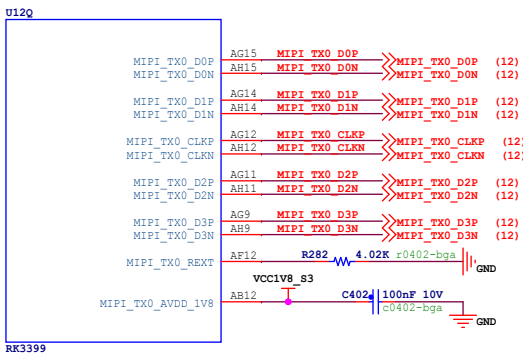 U12Q
MIPI_TX0_D0P AG15 MIPI_TX0_D0P MIPI_TX0_D0P (12)
MIPI_TX0_D0N AH15 MIPI_TX0_D0N MIPI_TX0_D0N (12)
MIPI_TX0_D1P AG14 MIPI_TX0_D1P MIPI_TX0_D1P (12)
MIPI_TX0_D1N AH14 MIPI_TX0_D1N MIPI_TX0_D1N (12)
MIPI_TX0_CLKP AG12 MIPI_TX0_CLKP MIPI_TX0_CLKP (12)
MIPI_TX0_CLKN AH12 MIPI_TX0_CLKN MIPI_TX0_CLKN (12)
MIPI_TX0_D2P AG11 MIPI_TX0_D2P MIPI_TX0_D2P (12)
MIPI_TX0_D2N AH11 MIPI_TX0_D2N MIPI_TX0_D2N (12)
MIPI_TX0_D3P AG9 MIPI_TX0_D3P MIPI_TX0_D3P (12)
MIPI_TX0_D3N AH9 MIPI_TX0_D3N MIPI_TX0_D3N (12)
MIPI_TX0_REXT AF12 R282 4.02K r0402-bga
GND
VCC1V8_S3
MIPI_TX0_AVDD_1V8 AB12 C402 100nF 10V
c0402-bga
GND
RK3399